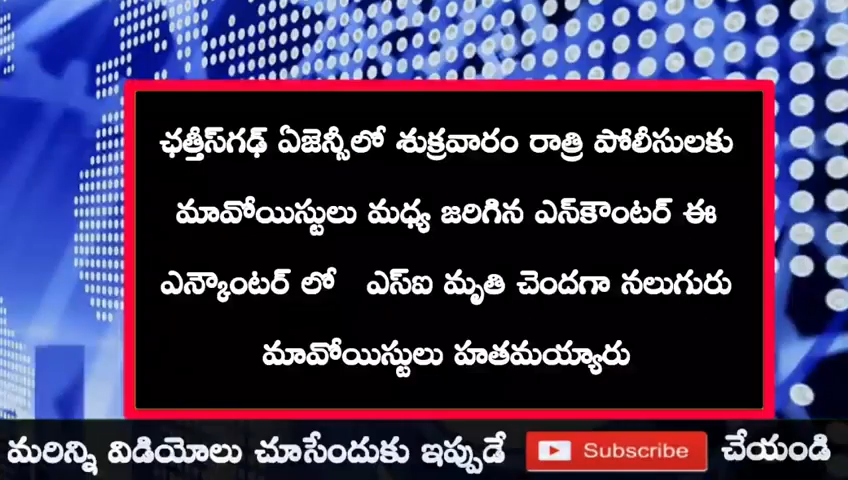 ఛత్తీస్‌గఢ్ ఏజెన్సీలో శుక్రవారం రాత్రి పోలీసులకు
మావోయిస్టులు మధ్య జరిగిన ఎన్‌కౌంటర్ ఈ
ఎన్కౌంటర్ లో ఎస్ఐ మృతి చెందగా నలుగురు
మావోయిస్టులు హతమయ్యారు
మరిన్ని విడియోలు చూసేందుకు ఇప్పుడే Subscribe చేయండి